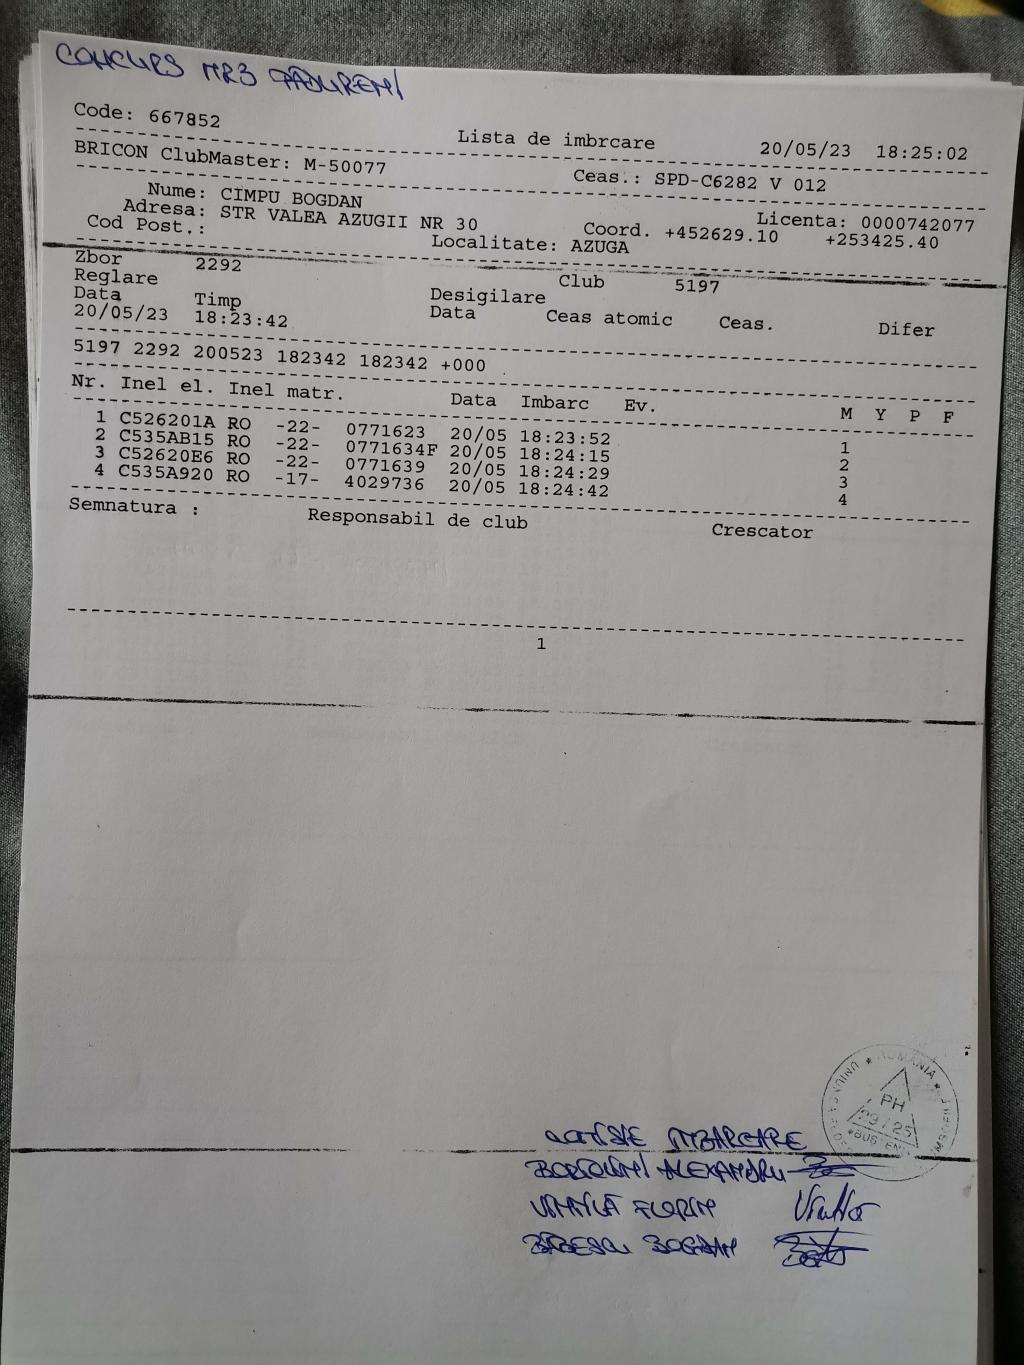 CONCURS NR3 PĂDURENI
Code: 667852 Lista de imbrcare 20/05/23 18:25:02
BRICON ClubMaster: M-50077 Ceas.: SPD-C6282 V 012
Nume: CIMPU BOGDAN Licenta: 0000742077
Adresa: STR VALEA AZUGII NR 30 Coord. +452629.10 +253425.40
Cod Post.: Localitate: AZUGA
Zbor 2292 Club 5197
Reglare Desigilare
Data Timp Data Ceas atomic Ceas. Difer
20/05/23 18:23:42
5197 2292 200523 182342 182342 +000
Nr. Inel el. Inel matr. Data Imbarc Ev. M Y P F
1 C526201A RO -22- 0771623 20/05 18:23:52 1
2 C535AB15 RO -22- 0771634F 20/05 18:24:15 2
3 C52620E6 RO -22- 0771639 20/05 18:24:29 3
4 C535A920 RO -17- 4029736 20/05 18:24:42 4
Semnatura : Responsabil de club Crescator
1
ROMANIA
PH
29/25
BUSTENI
IMBARCARE
ALEXANDRU
FLORIN
BOGDAN